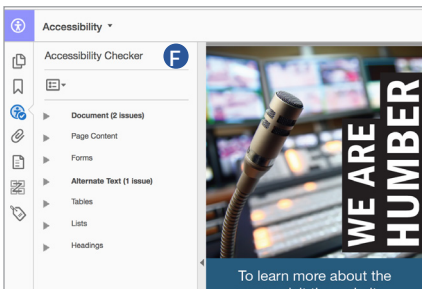 Accessibility
Accessibility Checker
F
Document (2 issues)
Page Content
Forms
Alternate Text (1 issue)
Tables
Lists
Headings
WE ARE
HUMBER
To learn more about the